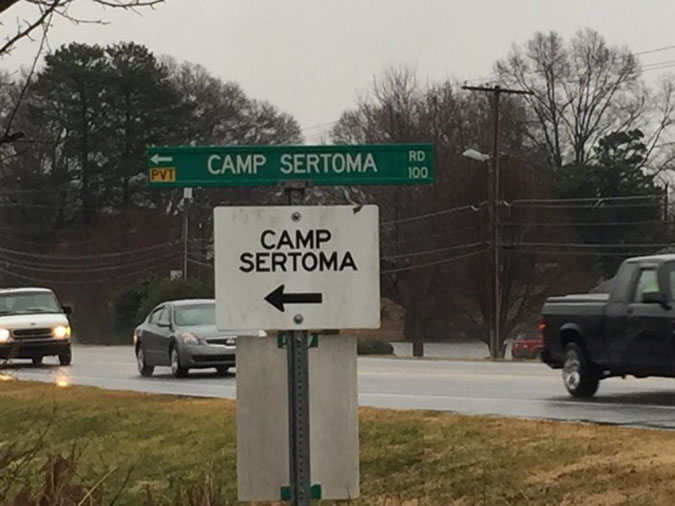 ← CAMP SERTOMA RD
PVT 100
CAMP
SERTOMA
←